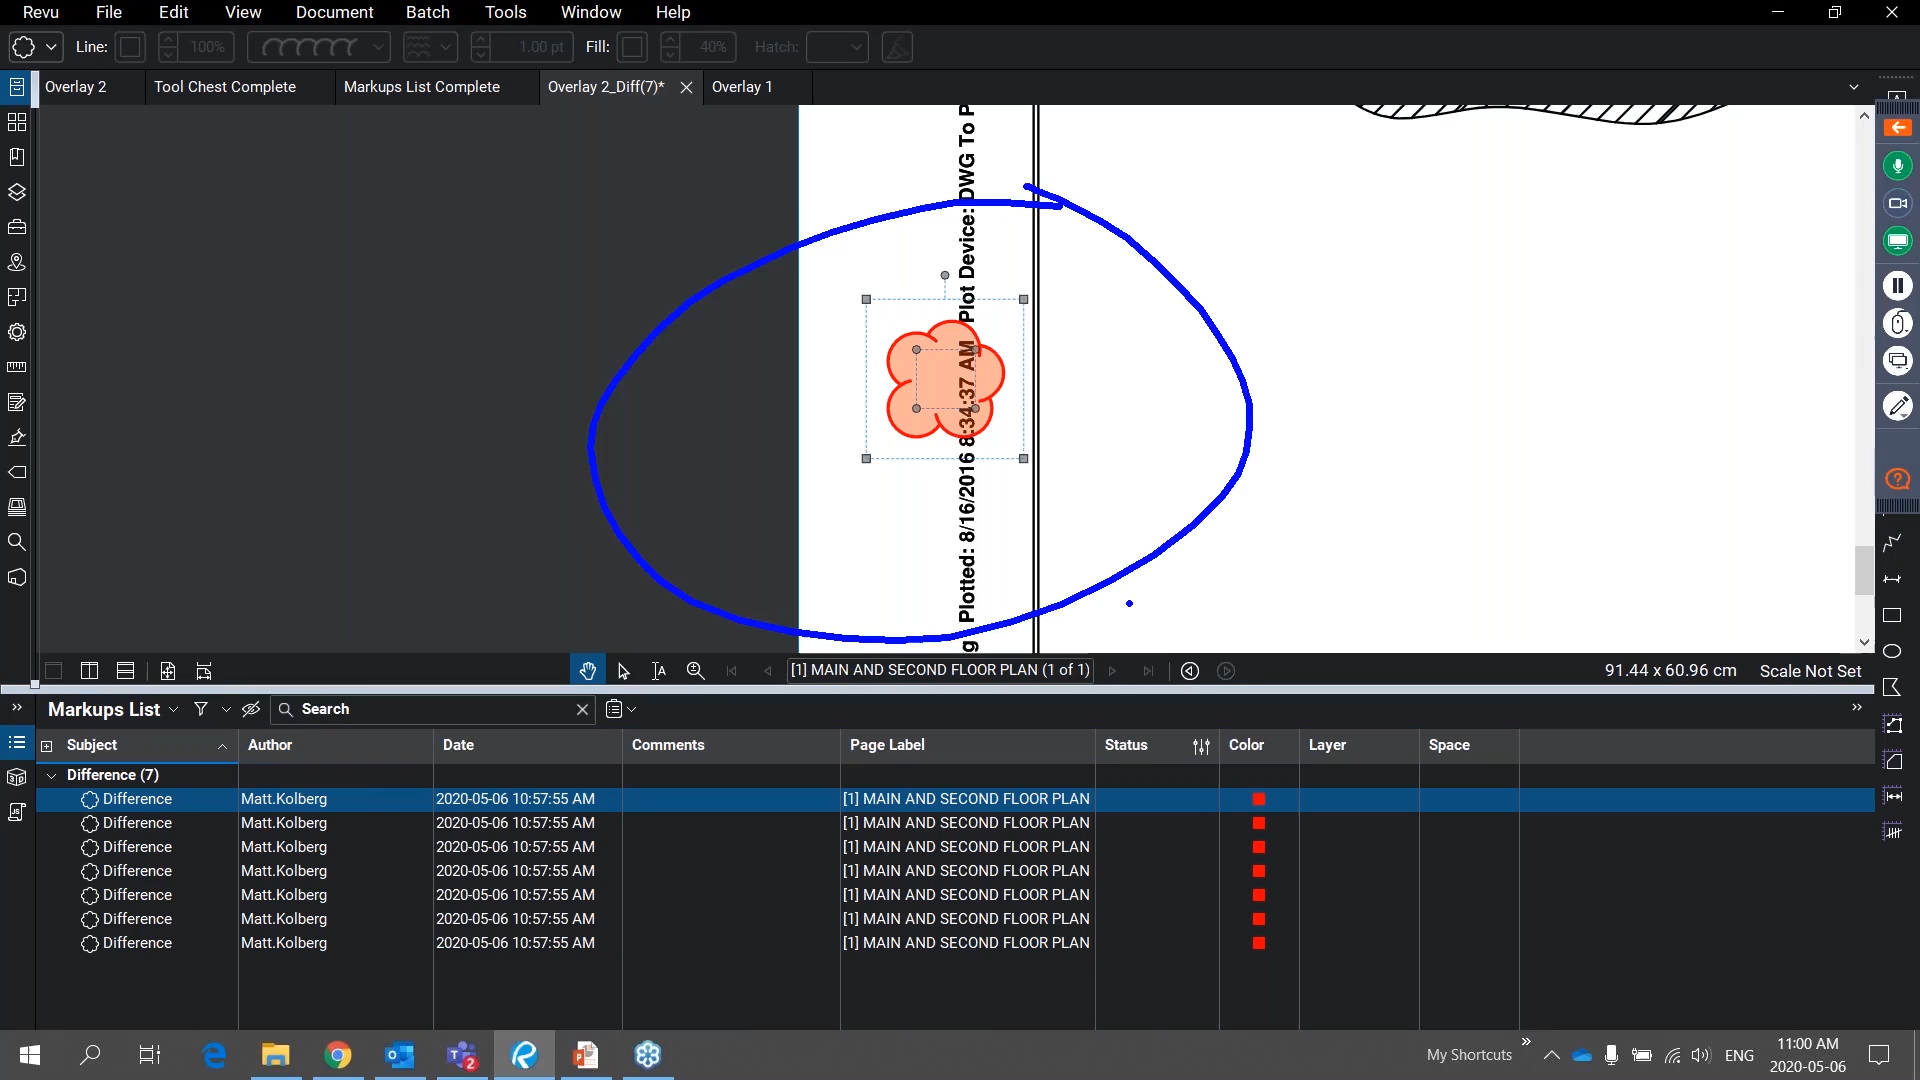 Revu File Edit View Document Batch Tools Window Help
Line: 100% 1.00 pt Fill: 40% Hatch:
Overlay 2 Tool Chest Complete Markups List Complete Overlay 2_Diff(7)* Overlay 1
g Plotted: 8/16/2016 8:34:37 AM Plot Device: DWG To P
[1] MAIN AND SECOND FLOOR PLAN (1 of 1) 91.44 x 60.96 cm Scale Not Set
Markups List Search
Subject Author Date Comments Page Label Status Color Layer Space
Difference (7)
Difference Matt.Kolberg 2020-05-06 10:57:55 AM [1] MAIN AND SECOND FLOOR PLAN
Difference Matt.Kolberg 2020-05-06 10:57:55 AM [1] MAIN AND SECOND FLOOR PLAN
Difference Matt.Kolberg 2020-05-06 10:57:55 AM [1] MAIN AND SECOND FLOOR PLAN
Difference Matt.Kolberg 2020-05-06 10:57:55 AM [1] MAIN AND SECOND FLOOR PLAN
Difference Matt.Kolberg 2020-05-06 10:57:55 AM [1] MAIN AND SECOND FLOOR PLAN
Difference Matt.Kolberg 2020-05-06 10:57:55 AM [1] MAIN AND SECOND FLOOR PLAN
Difference Matt.Kolberg 2020-05-06 10:57:55 AM [1] MAIN AND SECOND FLOOR PLAN
My Shortcuts ENG 11:00 AM
2020-05-06